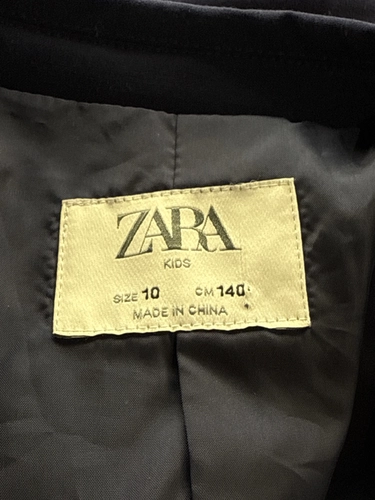 ZARA
KIDS
SIZE 10 CM 140
MADE IN CHINA